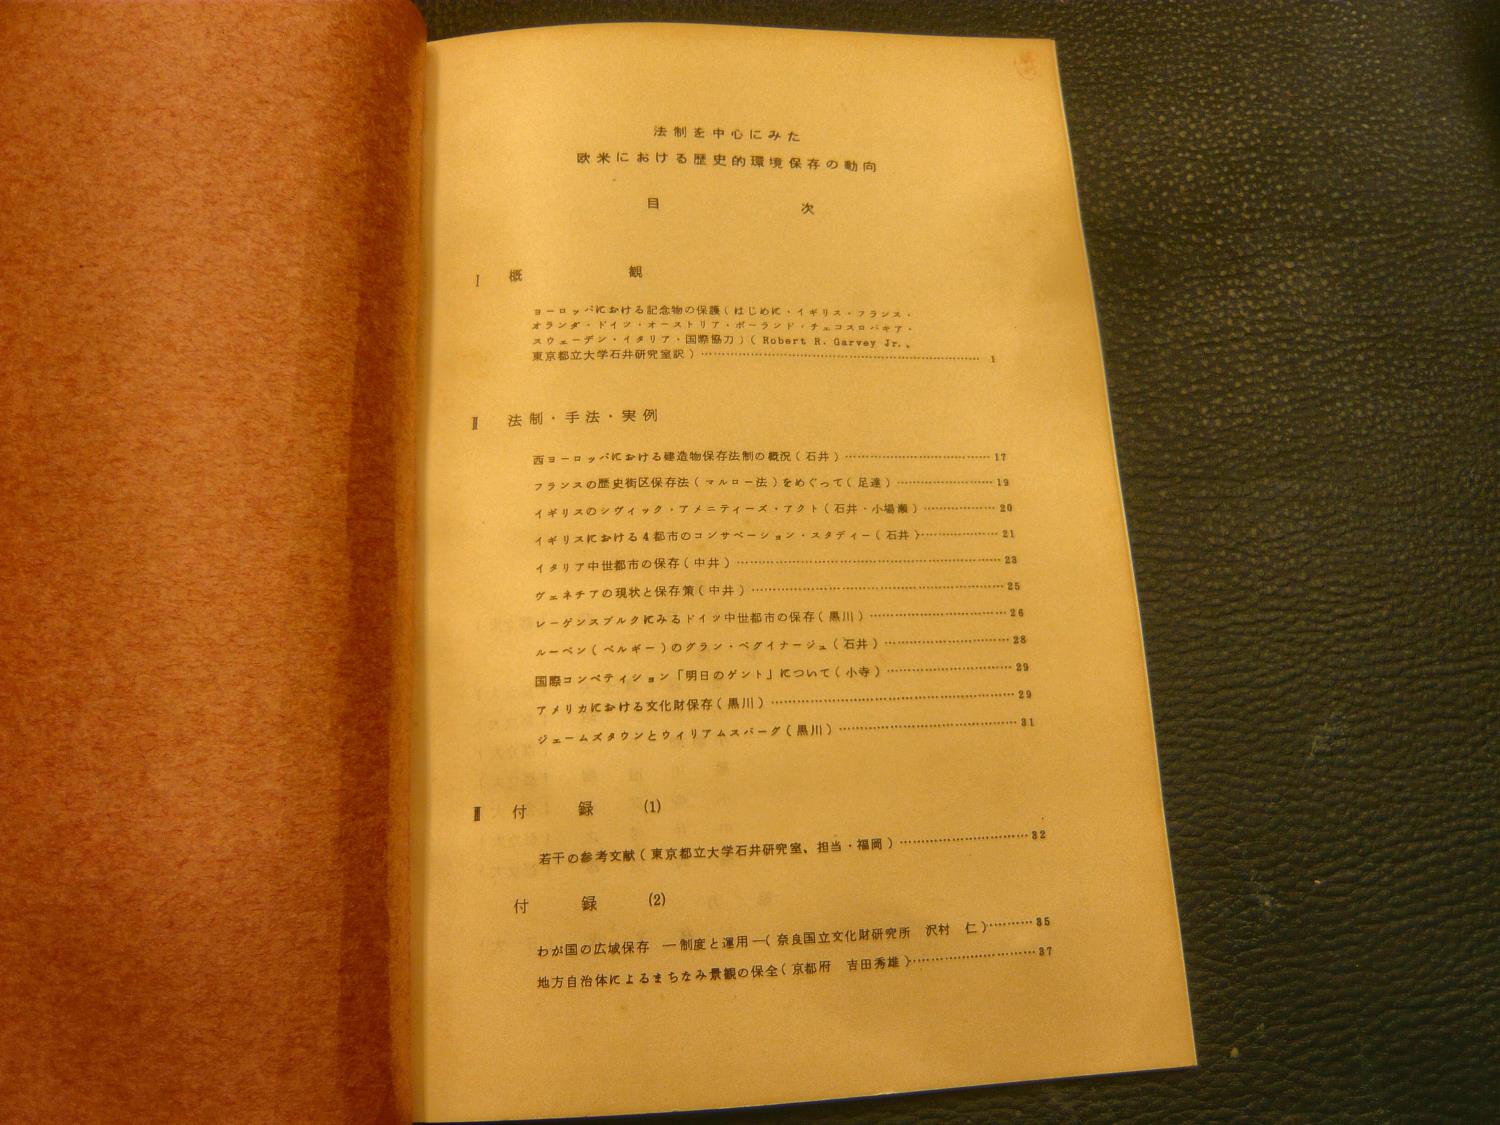 法制を中心にみた
欧米における歴史的環境保存の動向
目 次
Ⅰ 概 観
ヨーロッパにおける記念物の保護(はじめに・イギリス・フランス・
オランダ・ドイツ・オーストリア・ポーランド・チェコスロバキア・
スウェーデン・イタリア・国際協力)(Robert R. Garvey Jr.、
東京都立大学石井研究室訳)……………………………………………… 1
Ⅱ 法制・手法・実例
西ヨーロッパにおける建造物保存法制の概況(石井)………………………… 17
フランスの歴史街区保存法(マルロー法)をめぐって(足達)………………… 19
イギリスのシヴィック・アメニティーズ・アクト(石井・小場瀬)…………… 20
イギリスにおける4都市のコンサベーション・スタディー(石井)…………… 21
イタリア中世都市の保存(中井)……………………………………………… 23
ヴェネチアの現状と保存策(中井)…………………………………………… 25
レーゲンスブルクにみるドイツ中世都市の保存(黒川)……………………… 26
ルーベン(ベルギー)のグラン・ベグイナージュ(石井)……………………… 28
国際コンペティション「明日のゲント」について(小寺)…………………… 29
アメリカにおける文化財保存(黒川)………………………………………… 29
ジェームズタウンとウィリアムスバーグ(黒川)…………………………… 31
Ⅲ 付 録 (1)
若干の参考文献(東京都立大学石井研究室、担当・福岡)…………………… 32
付 録 (2)
わが国の広域保存 ―制度と運用―(奈良国立文化財研究所 沢村 仁)……… 35
地方自治体によるまちなみ景観の保全(京都府 吉田秀雄)………………… 37